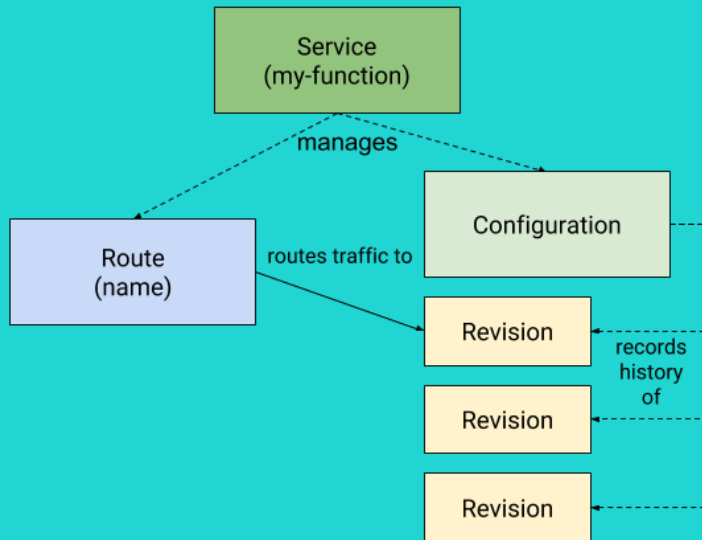 Service
(my-function)
manages
Configuration
Route
(name)
routes traffic to
Revision
records
history
of
Revision
Revision